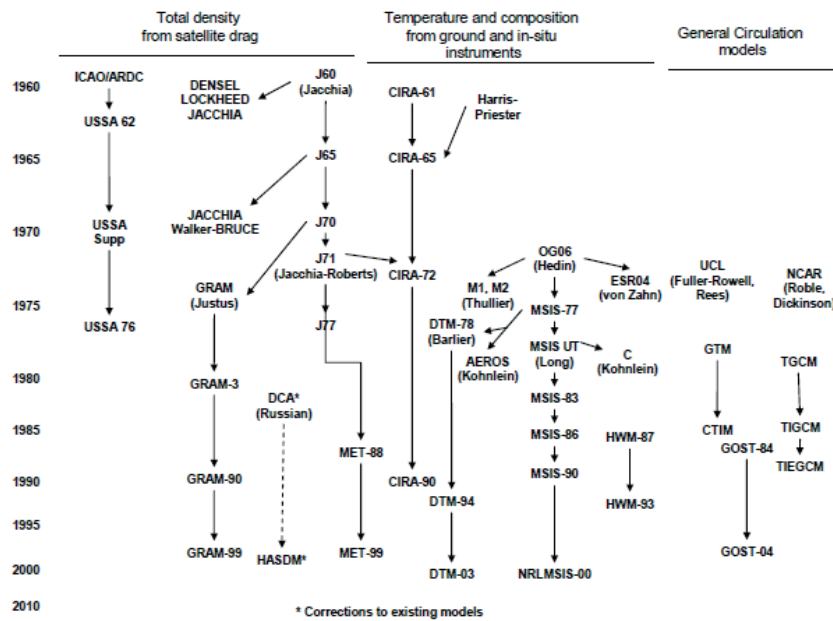 Total density
from satellite drag
Temperature and composition
from ground and in-situ
instruments
General Circulation
models
1960
1965
1970
1975
1980
1985
1990
1995
2000
2010
ICAO/ARDC
USSA 62
USSA
Supp
USSA 76
DENSEL
LOCKHEED
JACCHIA
J60
(Jacchia)
J65
JACCHIA
Walker-BRUCE
J70
J71
(Jacchia-Roberts)
J77
GRAM
(Justus)
GRAM-3
GRAM-90
GRAM-99
DCA*
(Russian)
HASDM*
MET-88
MET-99
CIRA-61
Harris-
Priester
CIRA-65
CIRA-72
CIRA-90
OG06
(Hedin)
M1, M2
(Thullier)
ESR04
(von Zahn)
MSIS-77
DTM-78
(Barlier)
AEROS
(Kohnlein)
MSIS UT
(Long)
C
(Kohnlein)
MSIS-83
MSIS-86
MSIS-90
NRLMSIS-00
HWM-87
HWM-93
DTM-94
DTM-03
UCL
(Fuller-Rowell,
Rees)
NCAR
(Roble,
Dickinson)
GTM
CTIM
GOST-84
GOST-04
TGCM
TIGCM
TIEGCM
* Corrections to existing models